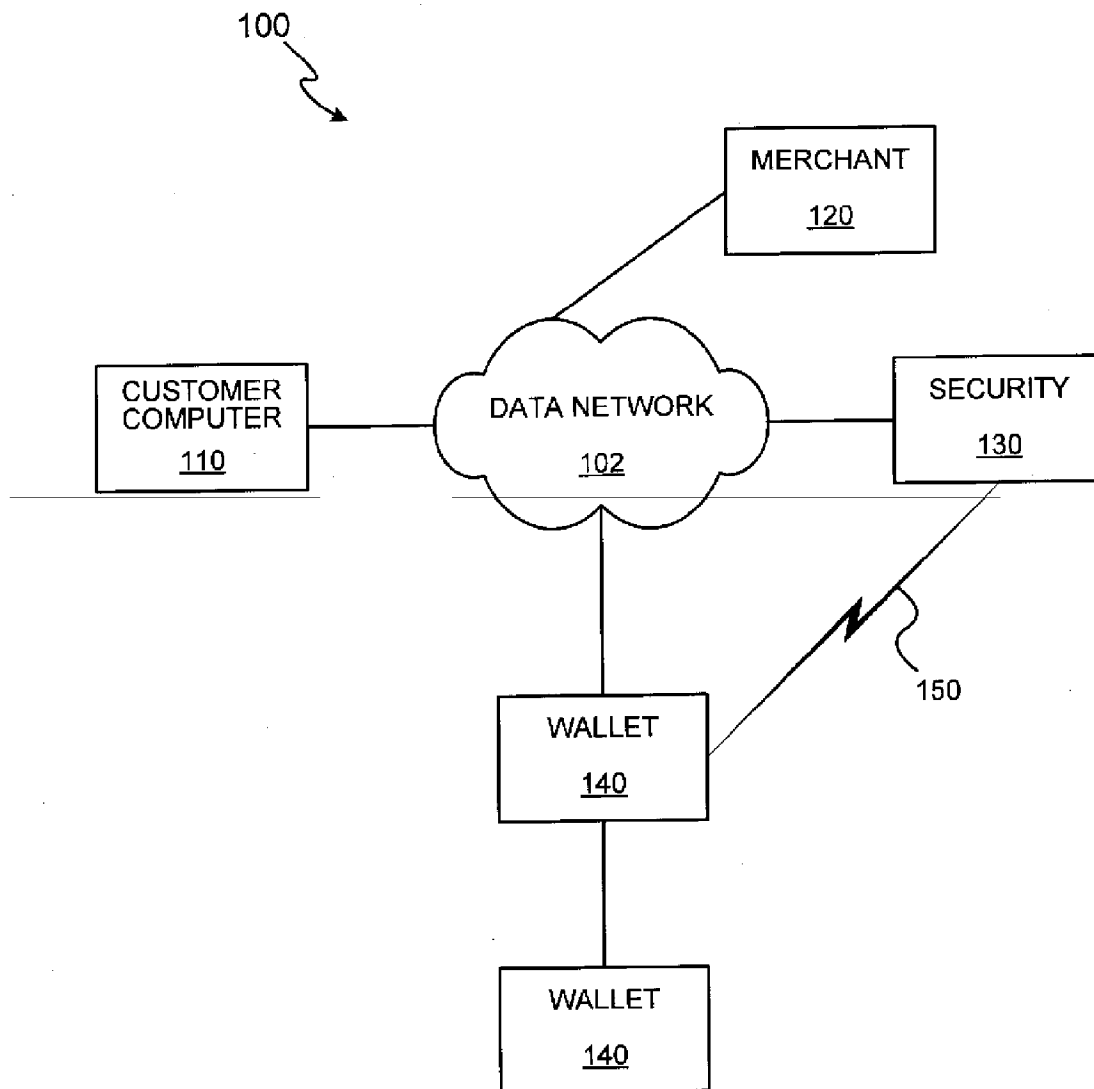 100
MERCHANT
120
CUSTOMER
COMPUTER
110
DATA NETWORK
102
SECURITY
130
150
WALLET
140
WALLET
140